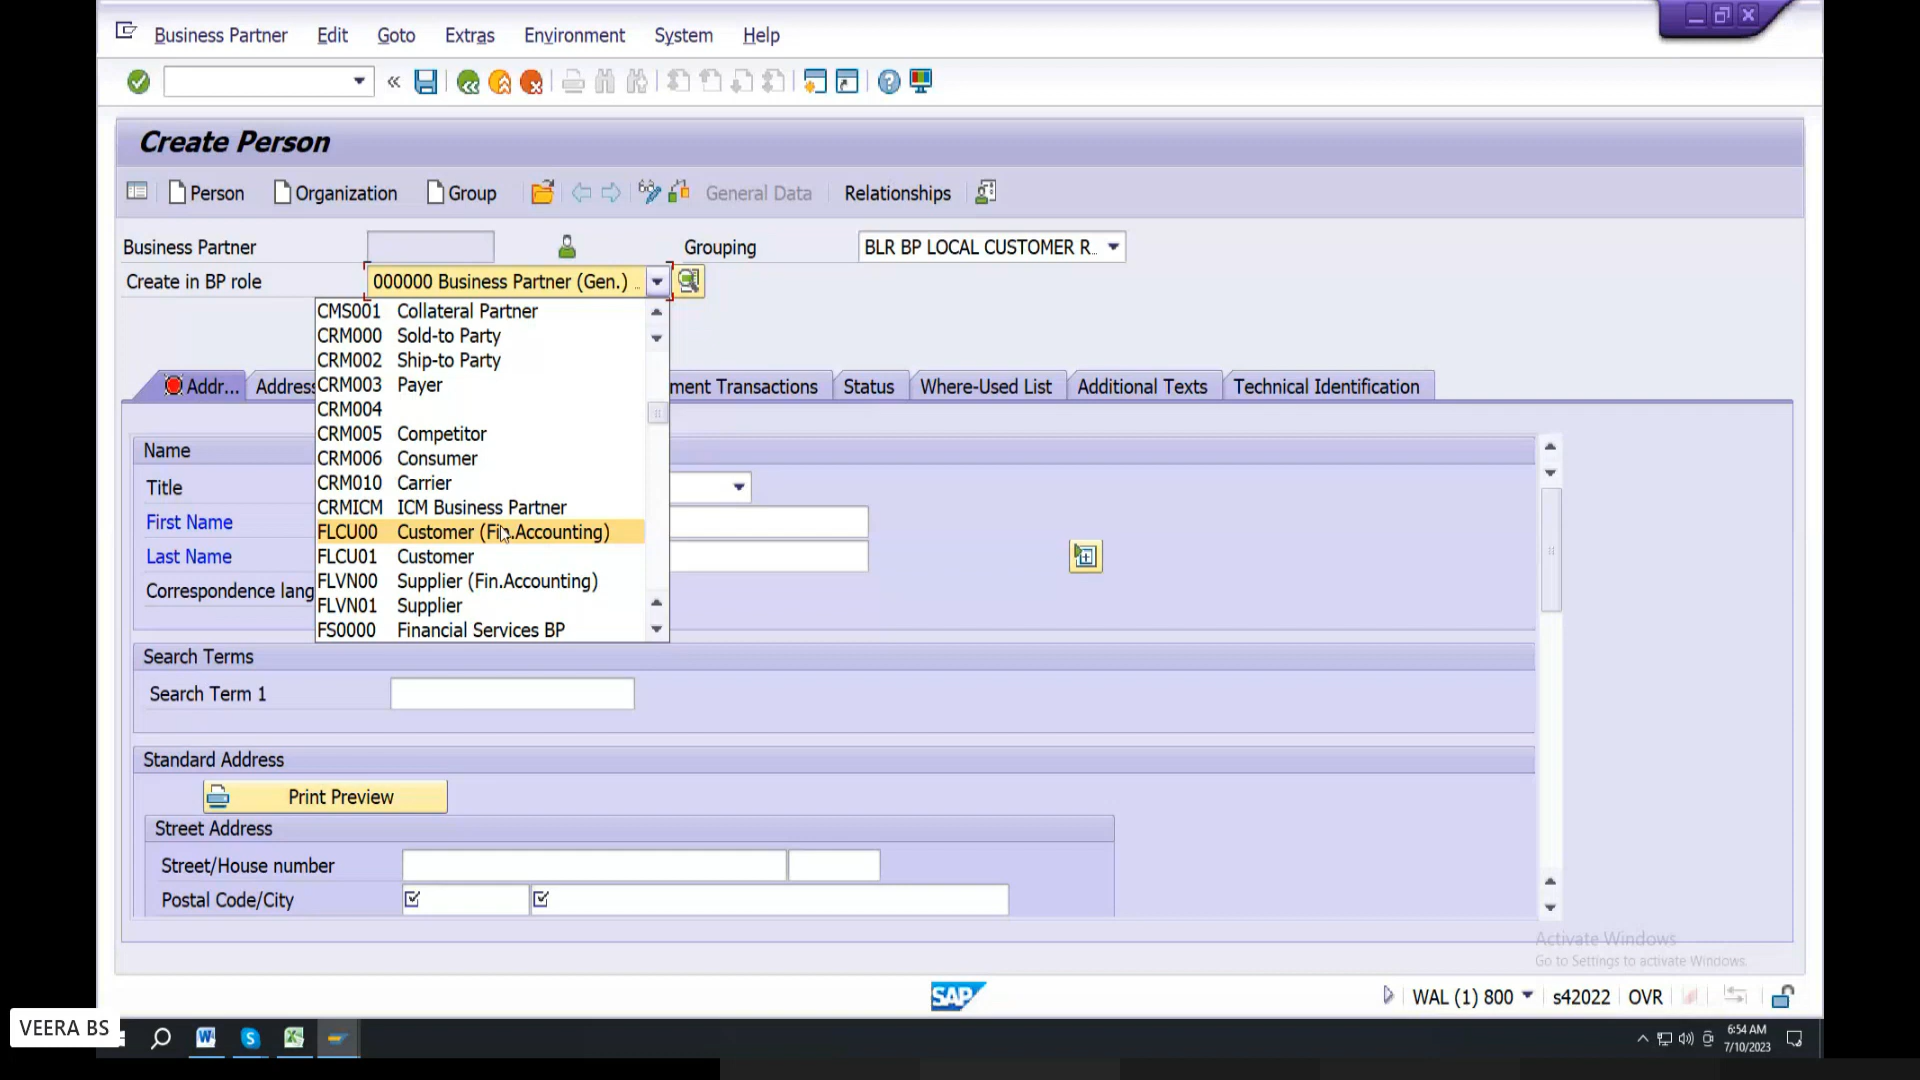 Business Partner Edit Goto Extras Environment System Help
Create Person
Person Organization Group General Data Relationships
Business Partner Grouping BLR BP LOCAL CUSTOMER R..
Create in BP role 000000 Business Partner (Gen.) ..
CMS001 Collateral Partner
CRM000 Sold-to Party
CRM002 Ship-to Party
CRM003 Payer
CRM004
CRM005 Competitor
CRM006 Consumer
CRM010 Carrier
CRMICM ICM Business Partner
FLCU00 Customer (Fin.Accounting)
FLCU01 Customer
FLVN00 Supplier (Fin.Accounting)
FLVN01 Supplier
FS0000 Financial Services BP
Addr... Address ment Transactions Status Where-Used List Additional Texts Technical Identification
Name
Title
First Name
Last Name
Correspondence lang
Search Terms
Search Term 1
Standard Address
Print Preview
Street Address
Street/House number
Postal Code/City
Activate Windows
Go to Settings to activate Windows.
SAP WAL (1) 800 s42022 OVR
VEERA BS
6:54 AM
7/10/2023